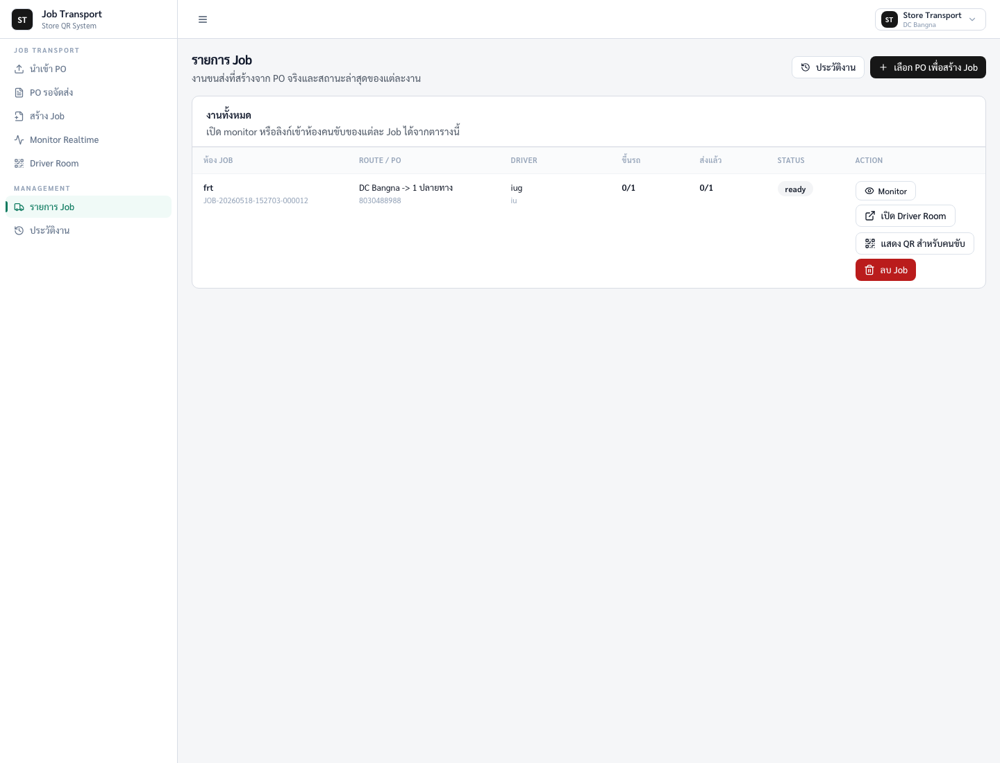 ST
Job Transport
Store QR System
JOB TRANSPORT
นำเข้า PO
PO รอจัดส่ง
สร้าง Job
Monitor Realtime
Driver Room
MANAGEMENT
รายการ Job
ประวัติงาน
ST
Store Transport
DC Bangna
รายการ Job
งานขนส่งที่สร้างจาก PO จริงและสถานะล่าสุดของแต่ละงาน
ประวัติงาน
เลือก PO เพื่อสร้าง Job
งานทั้งหมด
เปิด monitor หรือลิงก์เข้าห้องคนขับของแต่ละ Job ได้จากตารางนี้
ห้อง JOB ROUTE / PO DRIVER ขึ้นรถ ส่งแล้ว STATUS ACTION
frt DC Bangna -> 1 ปลายทาง iug 0/1 0/1 ready Monitor
JOB-20260518-152703-000012 8030488988 iu
เปิด Driver Room
แสดง QR สำหรับคนขับ
ลบ Job